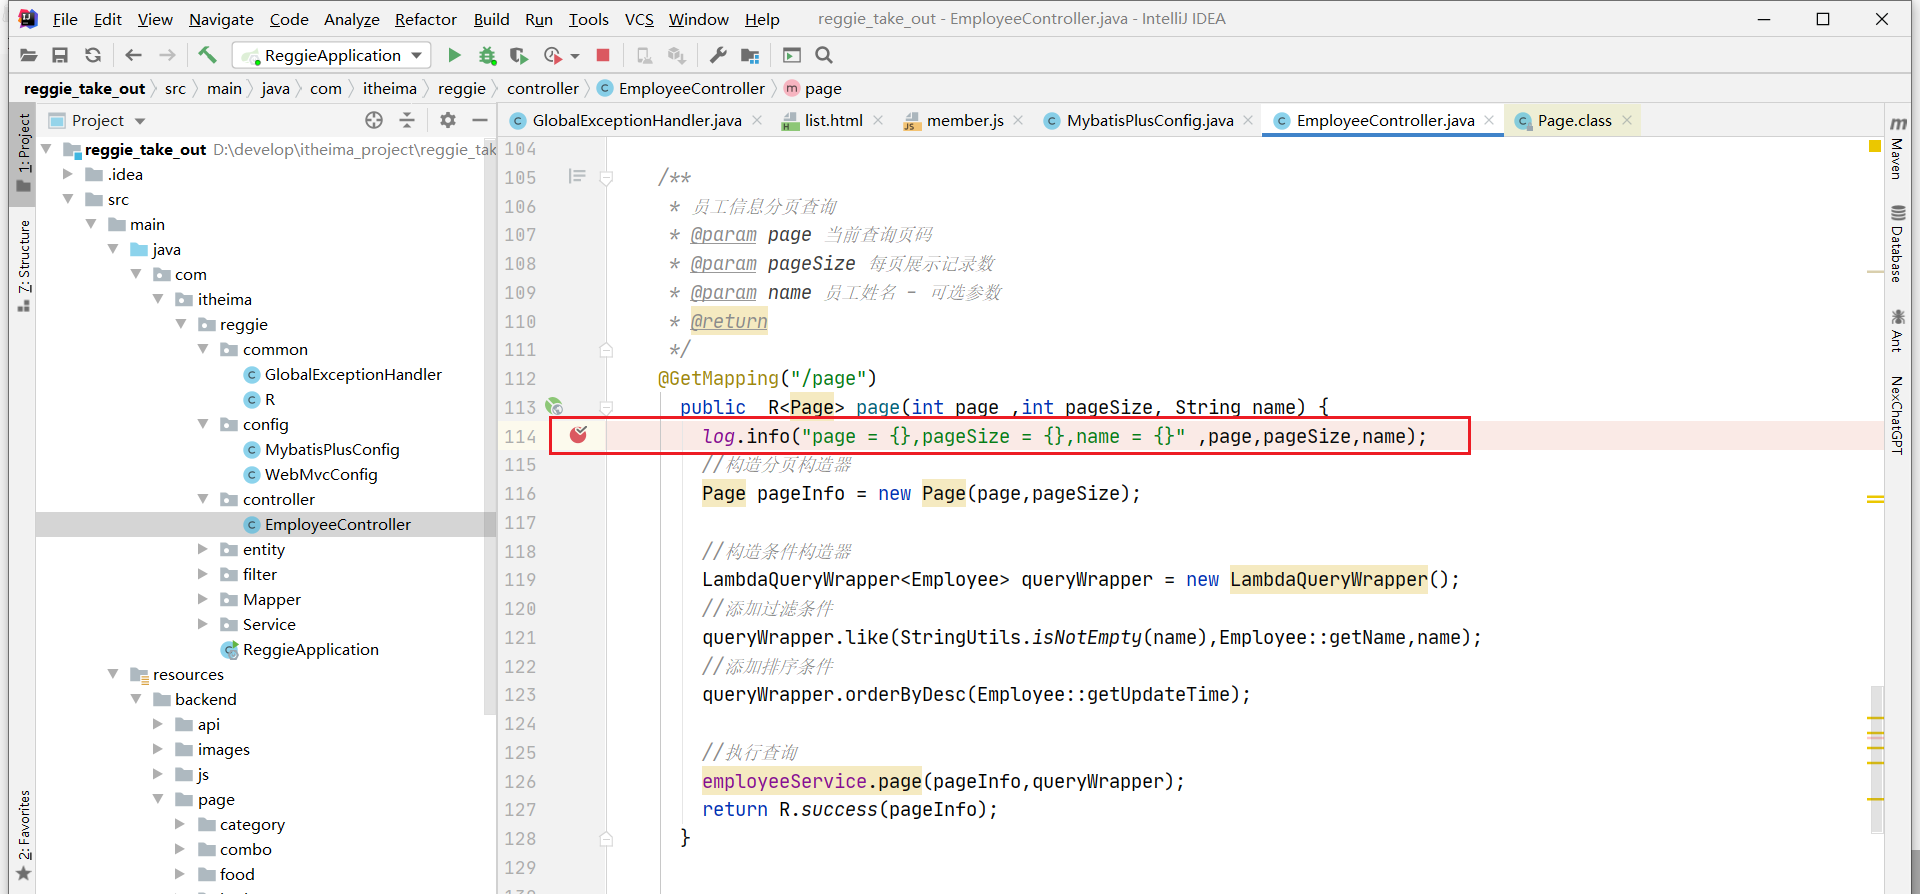 File Edit View Navigate Code Analyze Refactor Build Run Tools VCS Window Help reggie_take_out - EmployeeController.java - IntelliJ IDEA
ReggieApplication
reggie_take_out src main java com itheima reggie controller EmployeeController page
Project
GlobalExceptionHandler.java list.html member.js MybatisPlusConfig.java EmployeeController.java Page.class
1: Project
7: Structure
2: Favorites
reggie_take_out D:\develop\itheima_project\reggie_tak
.idea
src
main
java
com
itheima
reggie
common
GlobalExceptionHandler
R
config
MybatisPlusConfig
WebMvcConfig
controller
EmployeeController
entity
filter
Mapper
Service
ReggieApplication
resources
backend
api
images
js
page
category
combo
food
104
105 /**
106 * 员工信息分页查询
107 * @param page 当前查询页码
108 * @param pageSize 每页展示记录数
109 * @param name 员工姓名 - 可选参数
110 * @return
111 */
112 @GetMapping("/page")
113 public R<Page> page(int page ,int pageSize, String name) {
114 log.info("page = {},pageSize = {},name = {}" ,page,pageSize,name);
115 //构造分页构造器
116 Page pageInfo = new Page(page,pageSize);
117
118 //构造条件构造器
119 LambdaQueryWrapper<Employee> queryWrapper = new LambdaQueryWrapper();
120 //添加过滤条件
121 queryWrapper.like(StringUtils.isNotEmpty(name),Employee::getName,name);
122 //添加排序条件
123 queryWrapper.orderByDesc(Employee::getUpdateTime);
124
125 //执行查询
126 employeeService.page(pageInfo,queryWrapper);
127 return R.success(pageInfo);
128 }
129
Maven
Database
Ant
NexChatGPT